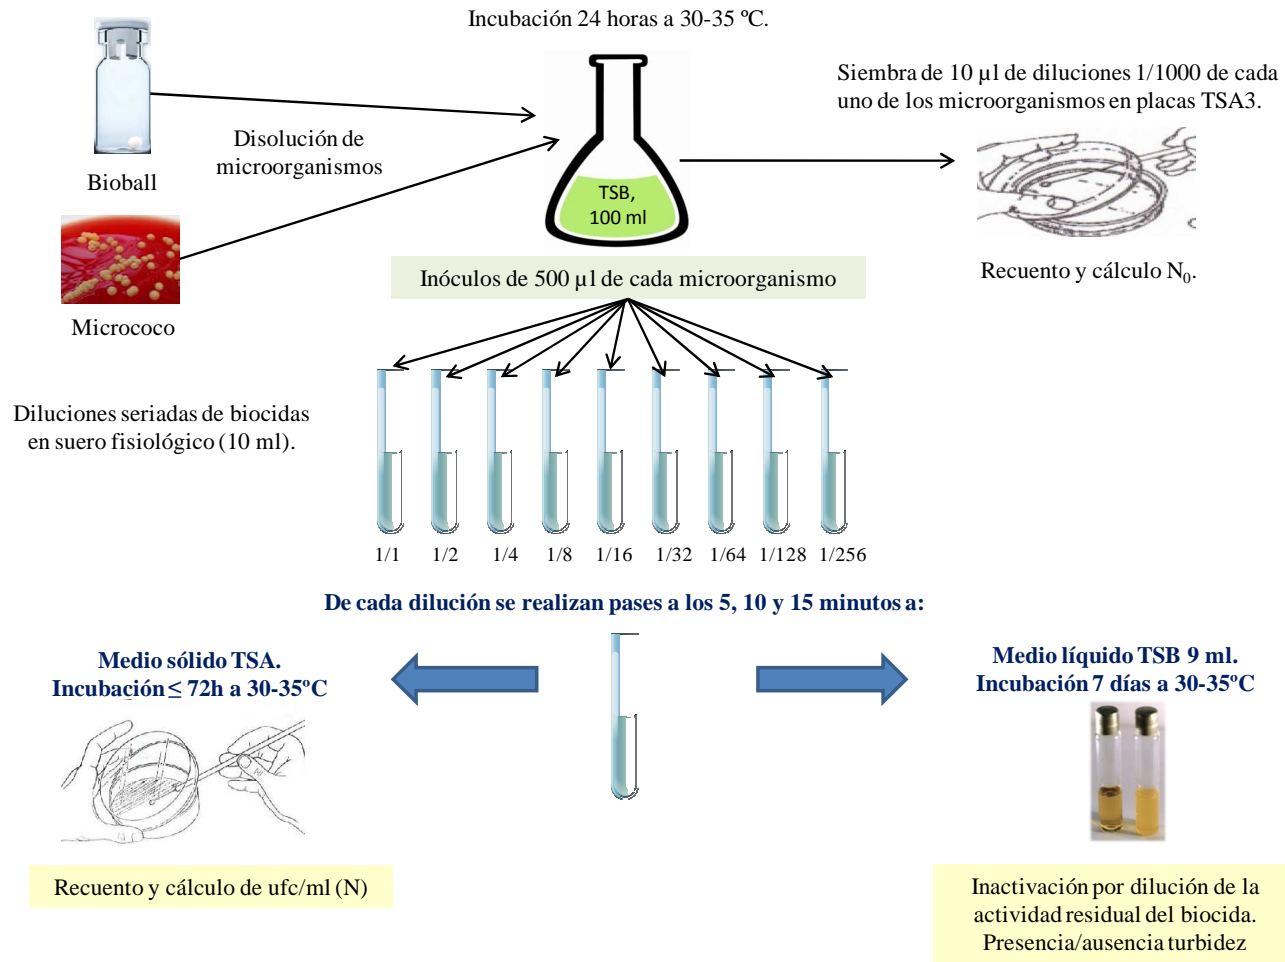 Incubación 24 horas a 30-35 ºC.
Siembra de 10 µl de diluciones 1/1000 de cada
uno de los microorganismos en placas TSA3.
Disolución de
microorganismos
Bioball
TSB,
100 ml
Inóculos de 500 µl de cada microorganismo
Recuento y cálculo N₀.
Micrococo
Diluciones seriadas de biocidas
en suero fisiológico (10 ml).
1/1 1/2 1/4 1/8 1/16 1/32 1/64 1/128 1/256
De cada dilución se realizan pases a los 5, 10 y 15 minutos a:
Medio sólido TSA.
Incubación ≤ 72h a 30-35ºC
Medio líquido TSB 9 ml.
Incubación 7 días a 30-35ºC
Recuento y cálculo de ufc/ml (N)
Inactivación por dilución de la
actividad residual del biocida.
Presencia/ausencia turbidez